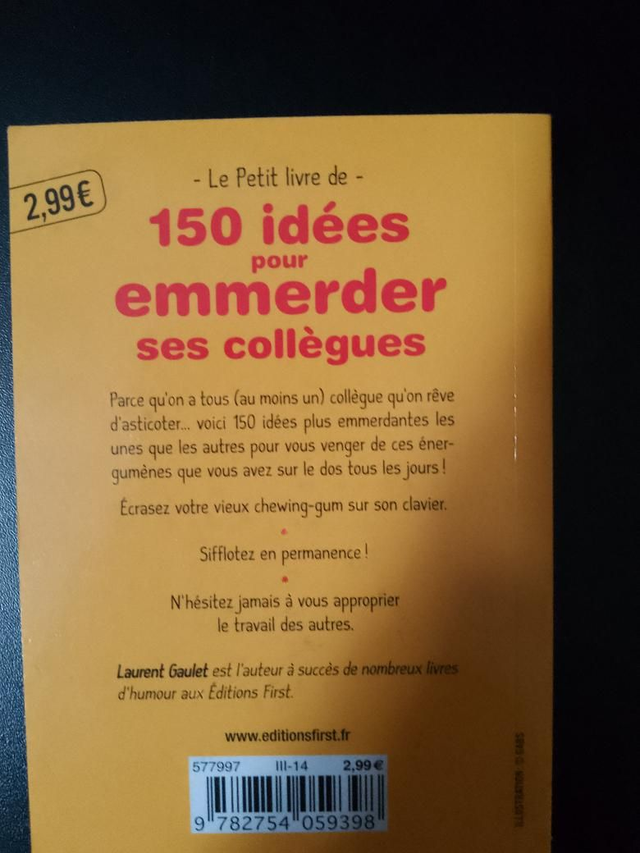 2,99€
- Le Petit livre de -
150 idées
pour
emmerder
ses collègues
Parce qu'on a tous (au moins un) collègue qu'on rêve
d'asticoter... voici 150 idées plus emmerdantes les
unes que les autres pour vous venger de ces éner-
gumènes que vous avez sur le dos tous les jours !
Écrasez votre vieux chewing-gum sur son clavier.
Sifflotez en permanence !
N'hésitez jamais à vous approprier
le travail des autres.
Laurent Gaulet est l'auteur à succès de nombreux livres
d'humour aux Éditions First.
www.editionsfirst.fr
577997 III-14 2,99€
9 782754 059398
ILLUSTRATION © CABS